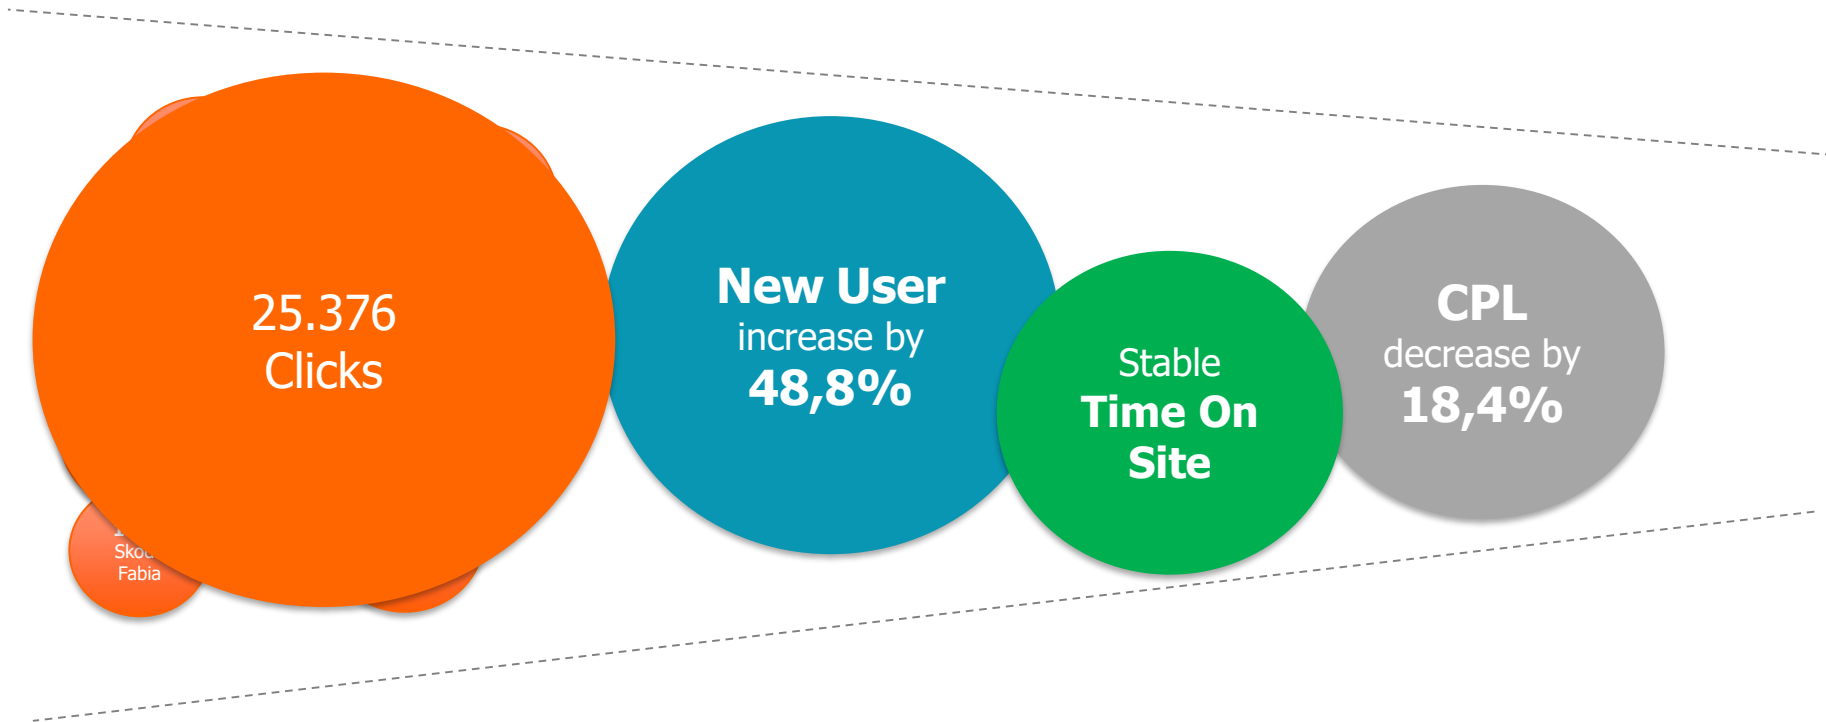 25.376
Clicks
New User
increase by
48,8%
Stable
Time On
Site
CPL
decrease by
18,4%
Fabia